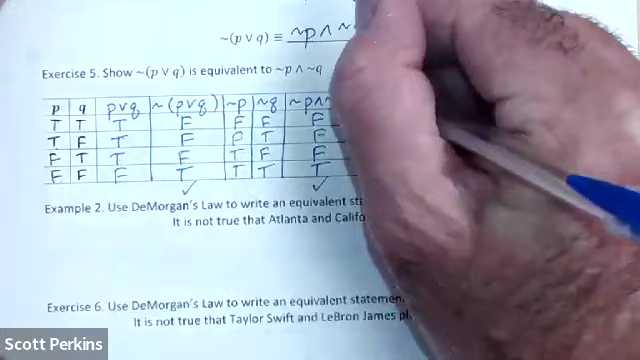 ~(p ∨ q) ≡ ~p ∧ ~
Exercise 5. Show ~(p ∨ q) is equivalent to ~p ∧ ~q
p q p∨q ~(p∨q) ~p ~q ~p∧~
T T T F F F F
T F T F F T F
F T T F T F F
F F F T T T T
✓ ✓
Example 2. Use DeMorgan's Law to write an equivalent
It is not true that Atlanta and
Exercise 6. Use DeMorgan's Law to write an equivalent
It is not true that Taylor Swift and LeBron James
Scott Perkins